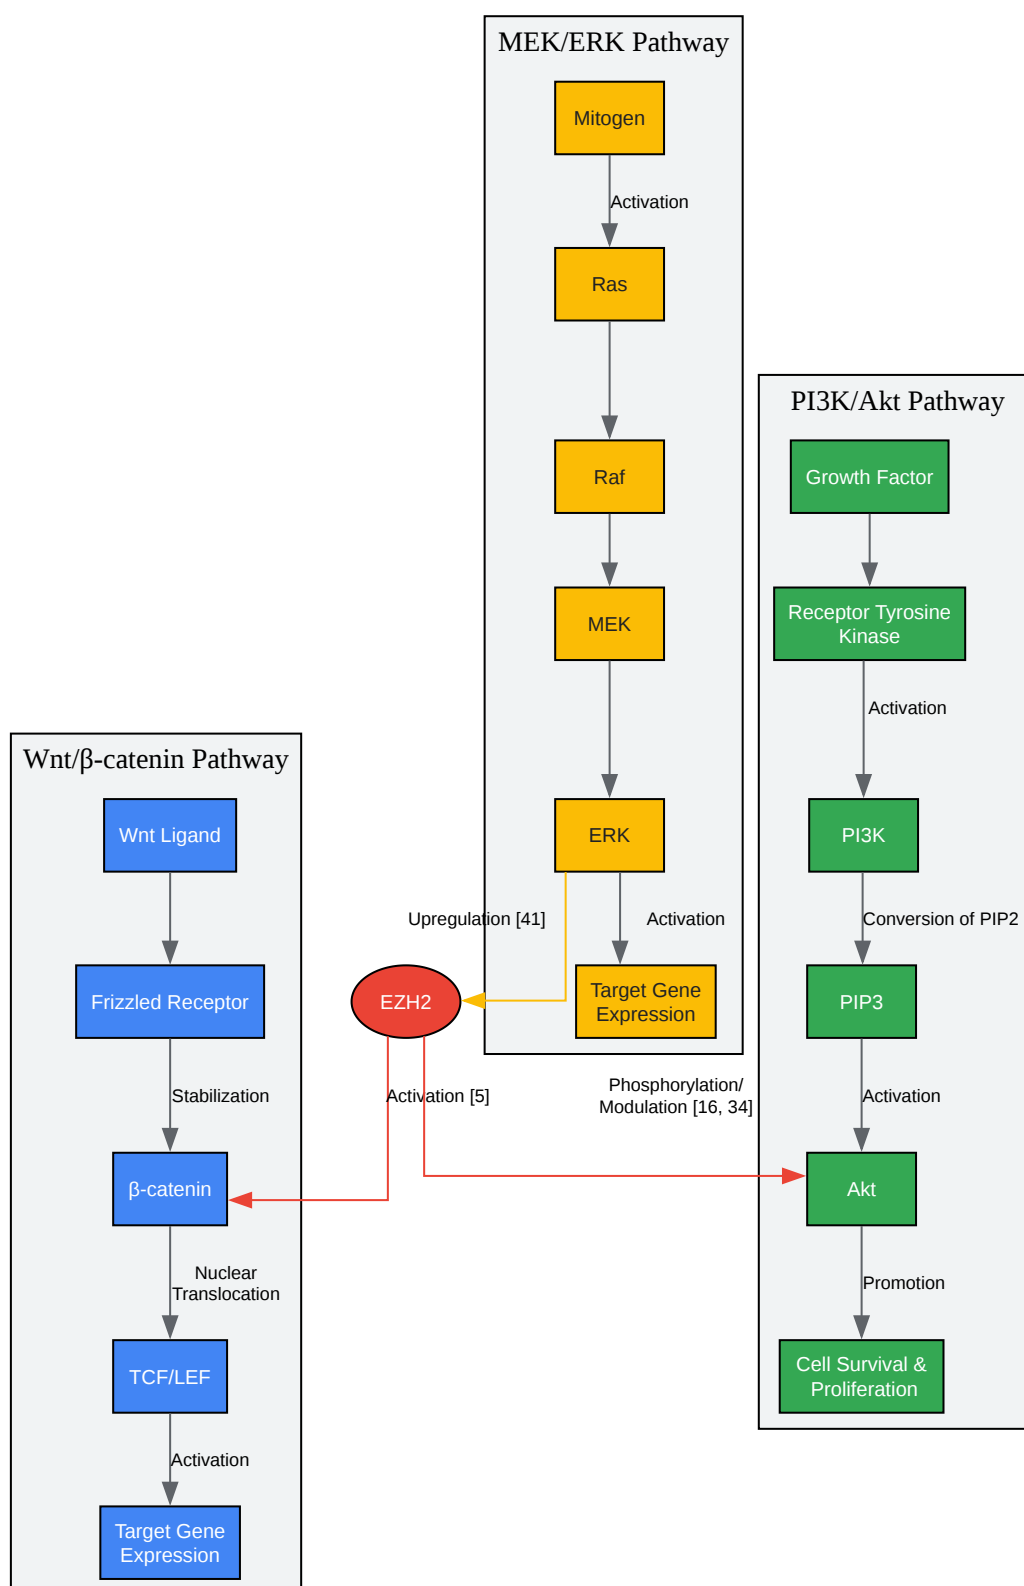 MEK/ERK Pathway
Mitogen
Activation
Ras
Raf
MEK
ERK
Upregulation [41]
Activation
EZH2
Target Gene
Expression
PI3K/Akt Pathway
Growth Factor
Receptor Tyrosine
Kinase
Activation
PI3K
Conversion of PIP2
PIP3
Activation
Akt
Promotion
Cell Survival &
Proliferation
Wnt/β-catenin Pathway
Wnt Ligand
Frizzled Receptor
Stabilization
Activation [5]
Phosphorylation/
Modulation [16, 34]
β-catenin
Nuclear
Translocation
TCF/LEF
Activation
Target Gene
Expression